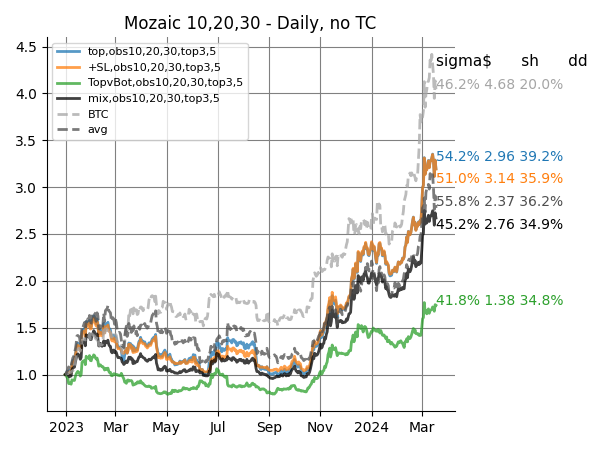 Mozaic 10,20,30 - Daily, no TC
4.5
4.0
3.5
3.0
2.5
2.0
1.5
1.0
top,obs10,20,30,top3,5
+SL,obs10,20,30,top3,5
TopvBot,obs10,20,30,top3,5
mix,obs10,20,30,top3,5
BTC
avg
sigma$ sh dd
46.2% 4.68 20.0%
54.2% 2.96 39.2%
51.0% 3.14 35.9%
55.8% 2.37 36.2%
45.2% 2.76 34.9%
41.8% 1.38 34.8%
2023 Mar May Jul Sep Nov 2024 Mar